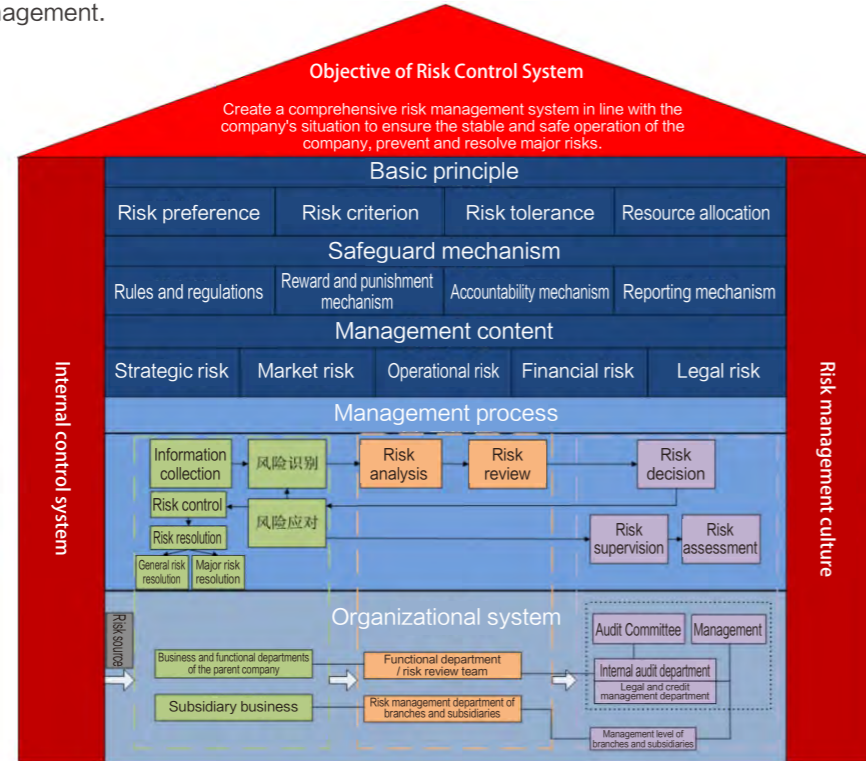 nagement.
Objective of Risk Control System
Create a comprehensive risk management system in line with the
company's situation to ensure the stable and safe operation of the
company, prevent and resolve major risks.
Internal control system
Basic principle
Risk preference
Risk criterion
Risk tolerance
Resource allocation
Safeguard mechanism
Rules and regulations
Reward and punishment
mechanism
Accountability mechanism
Reporting mechanism
Management content
Strategic risk
Market risk
Operational risk
Financial risk
Legal risk
Management process
Information
collection
风险识别
Risk
analysis
Risk
review
Risk
decision
Risk control
风险应对
Risk resolution
General risk
resolution
Major risk
resolution
Risk
supervision
Risk
assessment
Organizational system
Risk source
Audit Committee
Management
Business and functional departments
of the parent company
Functional department
/ risk review team
Internal audit department
Legal and credit
management department
Subsidiary business
Risk management department of
branches and subsidiaries
Management level of
branches and subsidiaries
Risk management culture